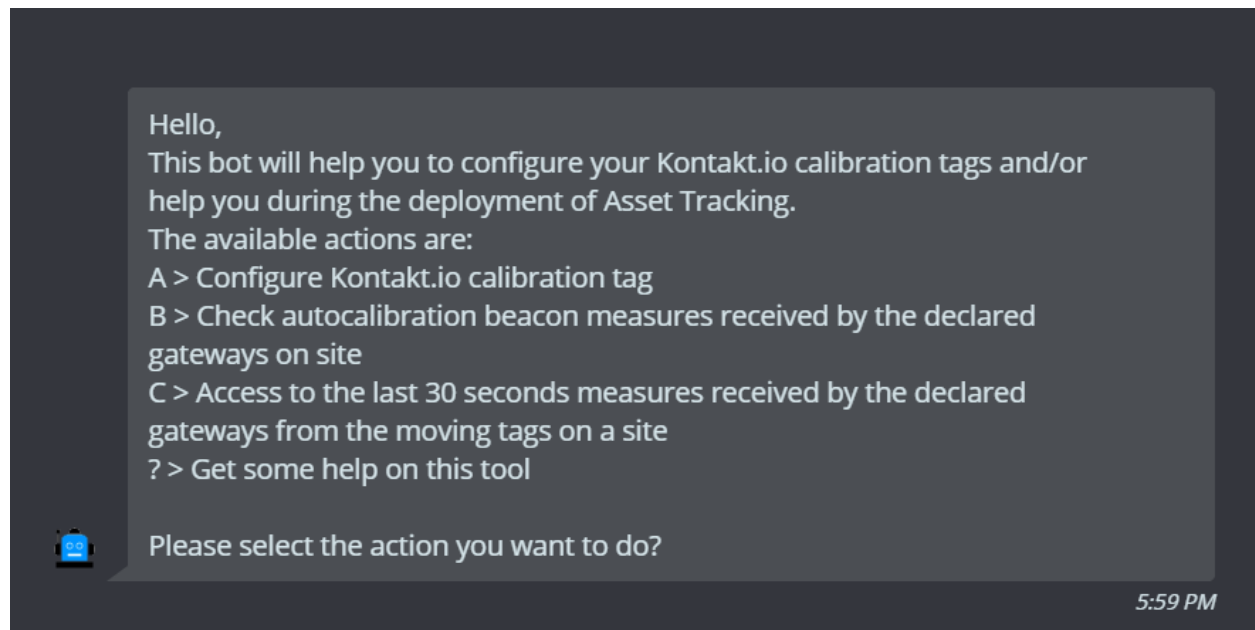 Hello,
This bot will help you to configure your Kontakt.io calibration tags and/or
help you during the deployment of Asset Tracking.
The available actions are:
A > Configure Kontakt.io calibration tag
B > Check autocalibration beacon measures received by the declared
gateways on site
C > Access to the last 30 seconds measures received by the declared
gateways from the moving tags on a site
? > Get some help on this tool
Please select the action you want to do?
5:59 PM